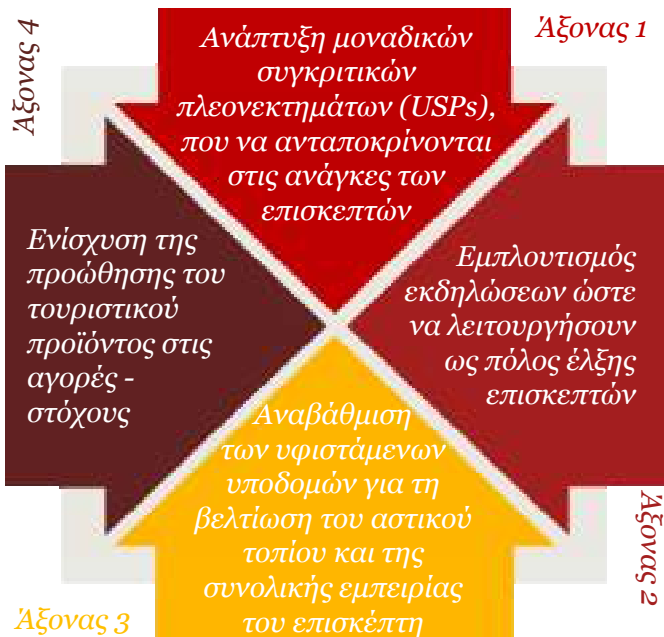 Άξονας 1
Ανάπτυξη μοναδικών
συγκριτικών
πλεονεκτημάτων (USPs),
που να ανταποκρίνονται
στις ανάγκες των
επισκεπτών
Άξονας 2
Εμπλουτισμός
εκδηλώσεων ώστε
να λειτουργήσουν
ως πόλος έλξης
επισκεπτών
Άξονας 3
Αναβάθμιση
των υφιστάμενων
υποδομών για τη
βελτίωση του αστικού
τοπίου και της
συνολικής εμπειρίας
του επισκέπτη
Άξονας 4
Ενίσχυση της
προώθησης του
τουριστικού
προϊόντος στις
αγορές -
στόχους